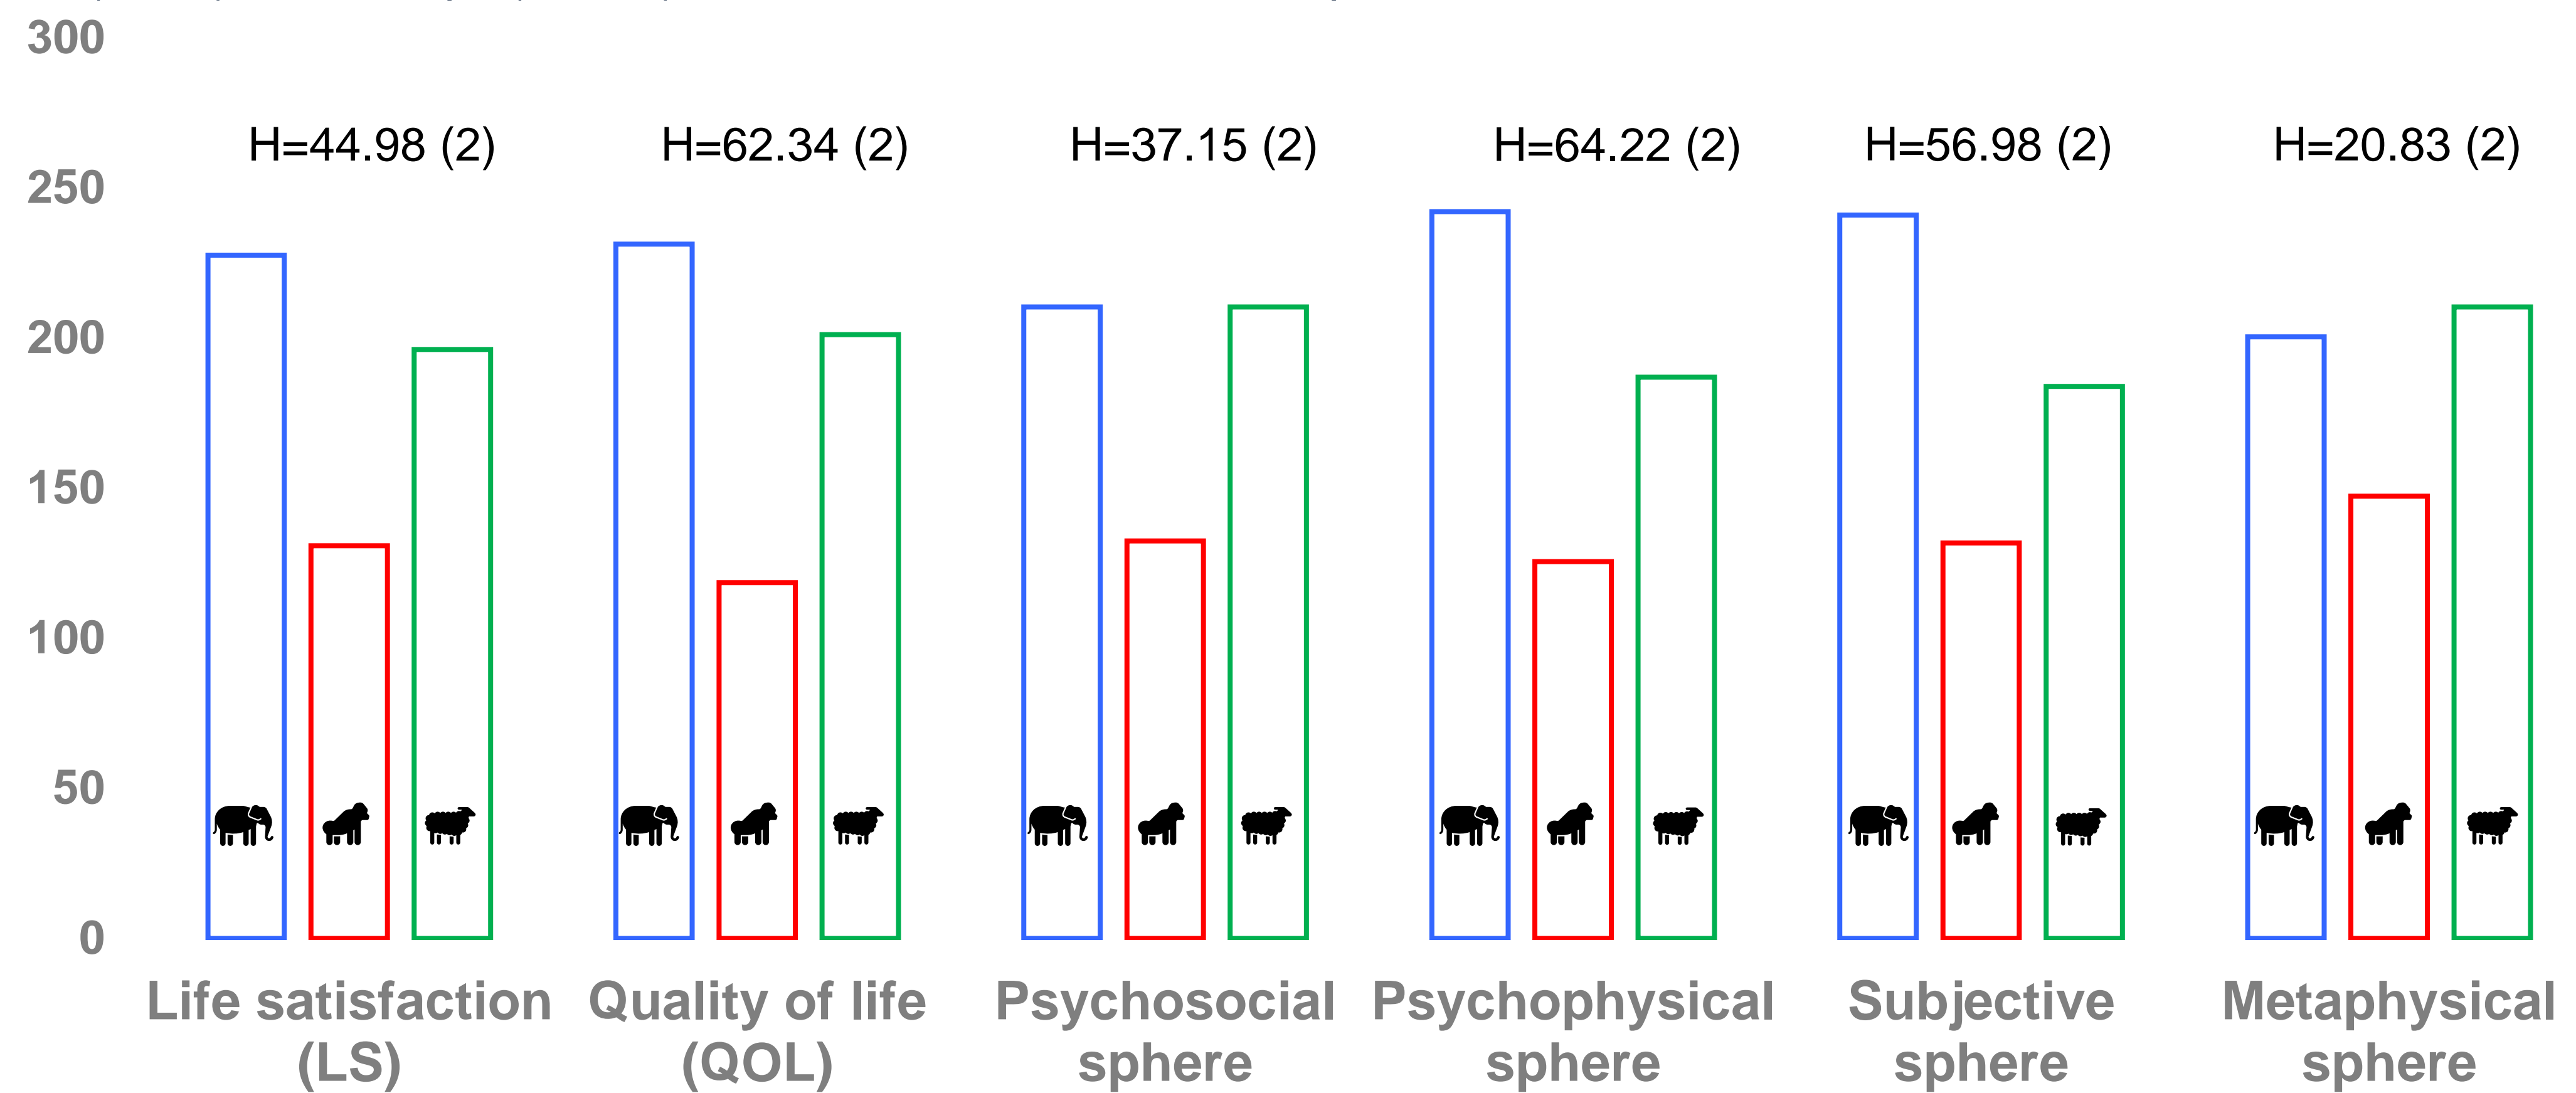 300
H=44.98 (2) H=62.34 (2) H=37.15 (2) H=64.22 (2) H=56.98 (2) H=20.83 (2)
250
200
150
100
50
0
Life satisfaction Quality of life Psychosocial Psychophysical Subjective Metaphysical
(LS) (QOL) sphere sphere sphere sphere